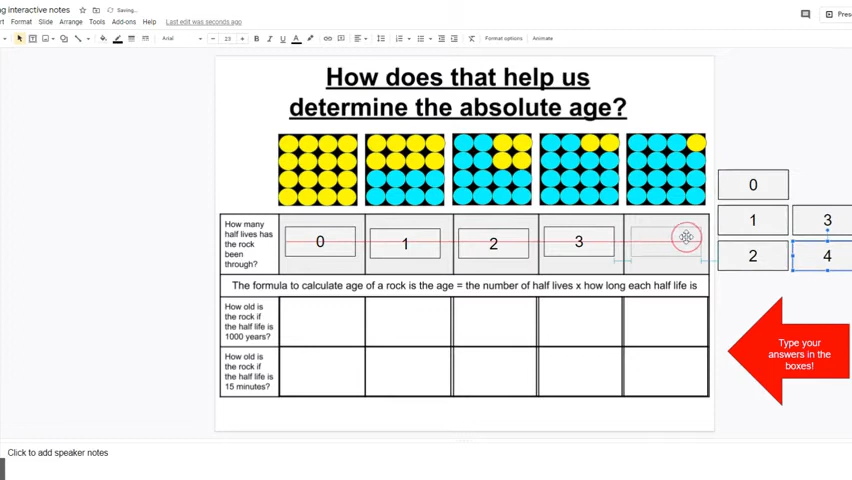 ng interactive notes
Saving...
rt Format Slide Arrange Tools Add-ons Help Last edit was seconds ago
Prese
Arial 23 B I U A Format options Animate
How does that help us
determine the absolute age?
How many
half lives has
the rock
been
through?
0 1 2 3
0
1 3
2 4
The formula to calculate age of a rock is the age = the number of half lives x how long each half life is
How old is
the rock if
the half life is
1000 years?
How old is
the rock if
the half life is
15 minutes?
Type your
answers in the
boxes!
Click to add speaker notes